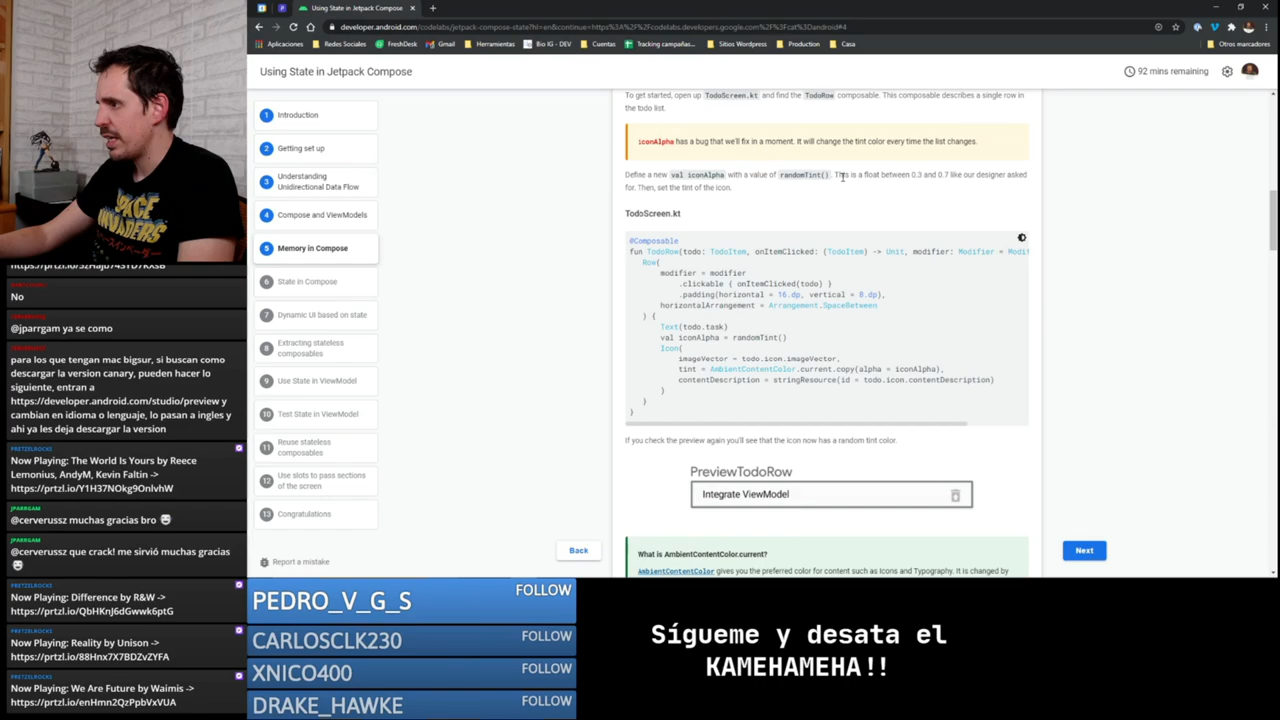 Using State in Jetpack Compose
developer.android.com/codelabs/jetpack-compose-state?hl=en&continue=https%3A%2F%2Fcodelabs.developers.google.com%2F%3Fcat%3Dandroid#4
Aplicaciones
Redes Sociales
FreshDesk
Gmail
Herramientas
Bio IG - DEV
Cuentas
Tracking campañas...
Sitios Wordpress
Production
Casa
Otros marcadores
Using State in Jetpack Compose
92 mins remaining
1 Introduction
2 Getting set up
3 Understanding
Unidirectional Data Flow
4 Compose and ViewModels
5 Memory in Compose
6 State in Compose
7 Dynamic UI based on state
8 Extracting stateless
composables
9 Use State in ViewModel
10 Test State in ViewModel
11 Reuse stateless
composables
12 Use slots to pass sections
of the screen
13 Congratulations
Report a mistake
Back
To get started, open up TodoScreen.kt and find the TodoRow composable. This composable describes a single row in
the todo list.
iconAlpha has a bug that we'll fix in a moment. It will change the tint color every time the list changes.
Define a new val iconAlpha with a value of randomTint(). This is a float between 0.3 and 0.7 like our designer asked
for. Then, set the tint of the icon.
TodoScreen.kt
@Composable
fun TodoRow(todo: TodoItem, onItemClicked: (TodoItem) -> Unit, modifier: Modifier = Modif
Row(
modifier = modifier
.clickable { onItemClicked(todo) }
.padding(horizontal = 16.dp, vertical = 8.dp),
horizontalArrangement = Arrangement.SpaceBetween
) {
Text(todo.task)
val iconAlpha = randomTint()
Icon(
imageVector = todo.icon.imageVector,
tint = AmbientContentColor.current.copy(alpha = iconAlpha),
contentDescription = stringResource(id = todo.icon.contentDescription)
)
}
}
If you check the preview again you'll see that the icon now has a random tint color.
PreviewTodoRow
Integrate ViewModel
What is AmbientContentColor.current?
AmbientContentColor gives you the preferred color for content such as Icons and Typography. It is changed by
Next
SPACE
INVADERS
No
@jparrgam ya se como
para los que tengan mac bigsur, si buscan como
descargar la version canary, pueden hacer lo
siguiente, entran a
https://developer.android.com/studio/preview y
cambian en idioma o lenguaje, lo pasan a ingles y
ahi ya les deja descargar la version
PRETZELROCKS
Now Playing: The World Is Yours by Reece
Lemonius, AndyM, Kevin Faltin ->
https://prtzl.io/Y1H37NOkg9OnlvhW
JPARRGAM
@cerverussz muchas gracias bro
JPARRGAM
@cerverussz que crack! me sirvió muchas gracias
PRETZELROCKS
Now Playing: Difference by R&W ->
https://prtzl.io/QbHKnJ6dGwwk6ptG
PRETZELROCKS
Now Playing: Reality by Unison ->
https://prtzl.io/88Hnx7X7BDZvZYFA
PRETZELROCKS
Now Playing: We Are Future by Waimis ->
https://prtzl.io/enHmn2QzPpbVxVUA
PEDRO_V_G_S FOLLOW
CARLOSCLK230 FOLLOW
XNICO400 FOLLOW
DRAKE_HAWKE FOLLOW
Sígueme y desata el
KAMEHAMEHA!!